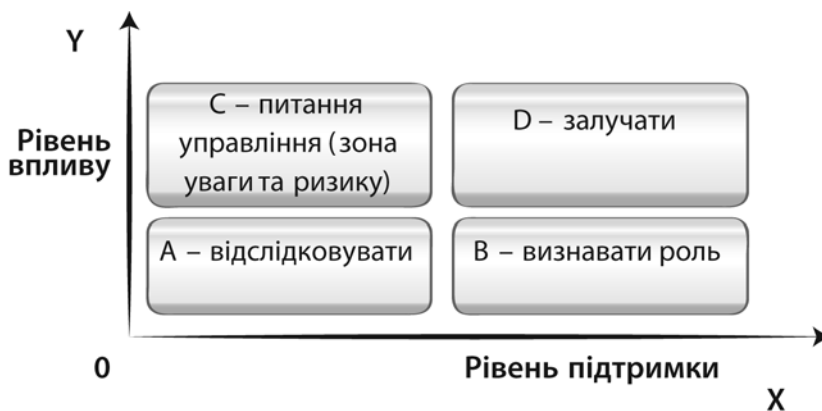 Y
Рівень
впливу
C – питання
управління (зона
уваги та ризику)
D – залучати
A – відслідковувати
B – визнавати роль
0
Рівень підтримки
X